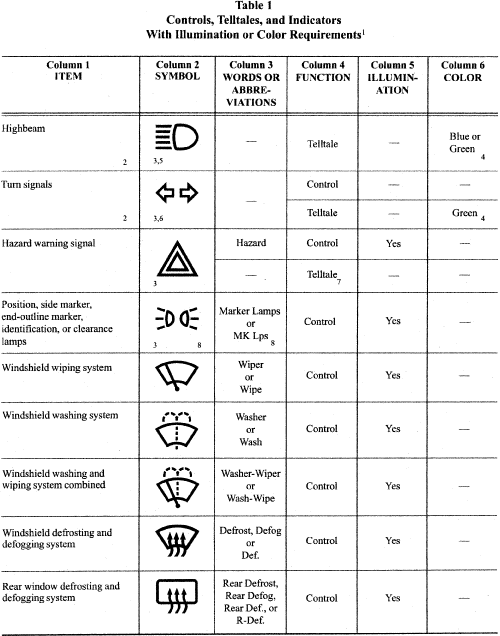 Table 1
Controls, Telltales, and Indicators
With Illumination or Color Requirements1
Column 1 Column 2 Column 3 Column 4 Column 5 Column 6
ITEM SYMBOL WORDS OR FUNCTION ILLUMIN- COLOR
ABBRE- ATION
VIATIONS
Highbeam
2 3,5 — Telltale — Blue or
Green 4
Turn signals
2 3,6 — Control — —
Telltale — Green 4
Hazard warning signal
3 Hazard Control Yes —
— Telltale 7 — —
Position, side marker,
end-outline marker,
identification, or clearance
lamps
3 8 Marker Lamps
or
MK Lps 8 Control Yes —
Windshield wiping system
Wiper
or
Wipe Control Yes —
Windshield washing system
Washer
or
Wash Control Yes —
Windshield washing and
wiping system combined
Washer-Wiper
or
Wash-Wipe Control Yes —
Windshield defrosting and
defogging system
Defrost, Defog
or
Def. Control Yes —
Rear window defrosting and
defogging system
Rear Defrost,
Rear Defog,
Rear Def., or
R-Def. Control Yes —